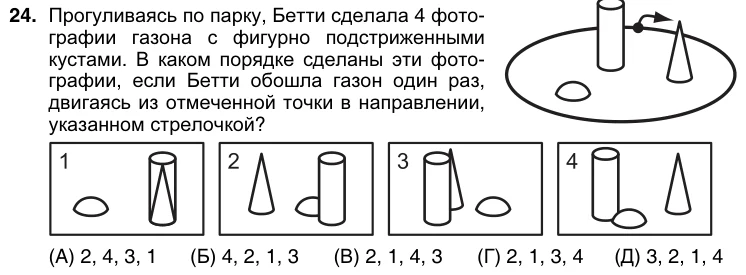 24. Прогуливаясь по парку, Бетти сделала 4 фото-
графии газона с фигурно подстриженными
кустами. В каком порядке сделаны эти фото-
графии, если Бетти обошла газон один раз,
двигаясь из отмеченной точки в направлении,
указанном стрелочкой?
1 2 3 4
(А) 2, 4, 3, 1 (Б) 4, 2, 1, 3 (В) 2, 1, 4, 3 (Г) 2, 1, 3, 4 (Д) 3, 2, 1, 4